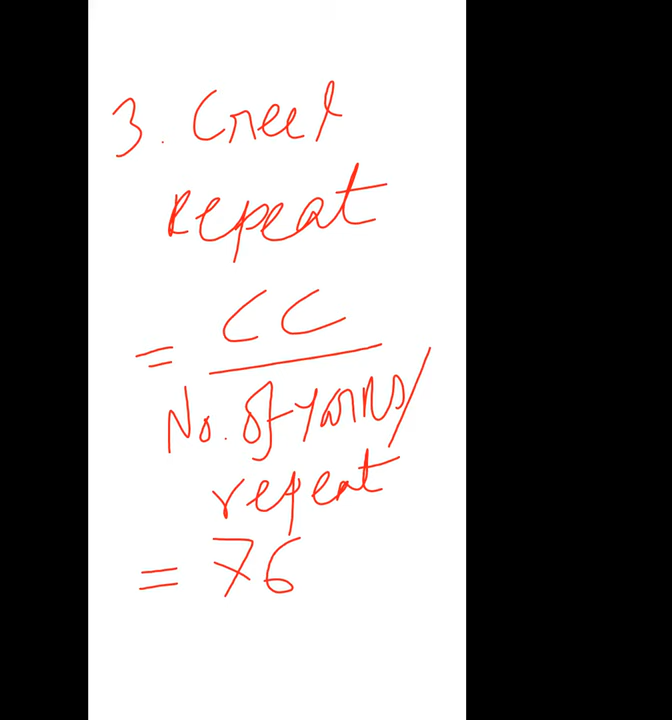 3. Creel
Repeat
= CC
No. of Yarns/
repeat
= 76